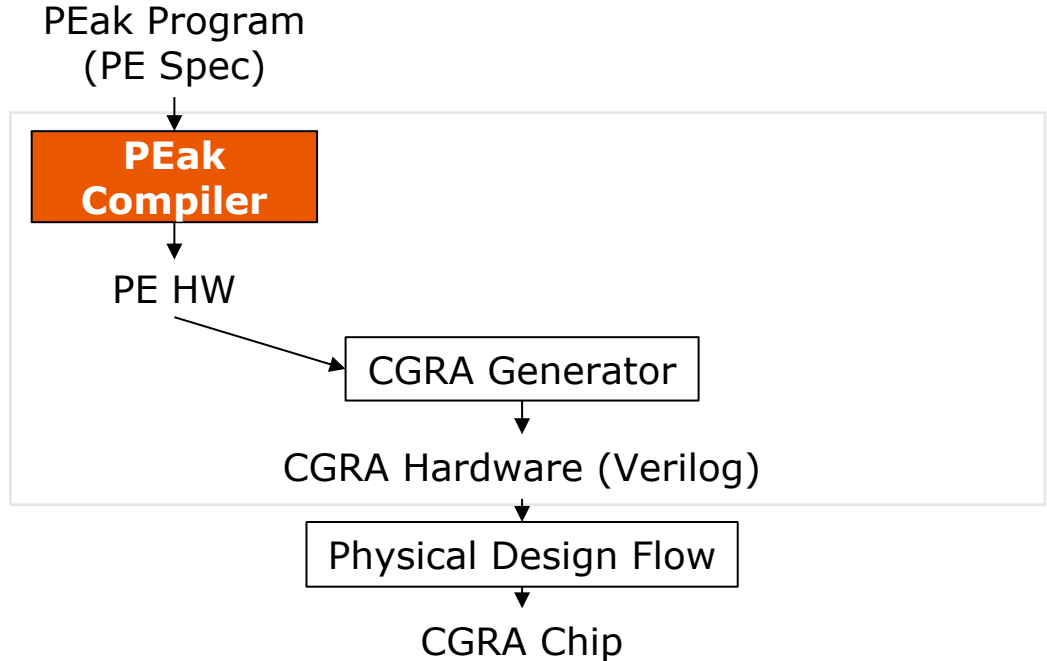 PEak Program
(PE Spec)
PEak
Compiler
PE HW
CGRA Generator
CGRA Hardware (Verilog)
Physical Design Flow
CGRA Chip